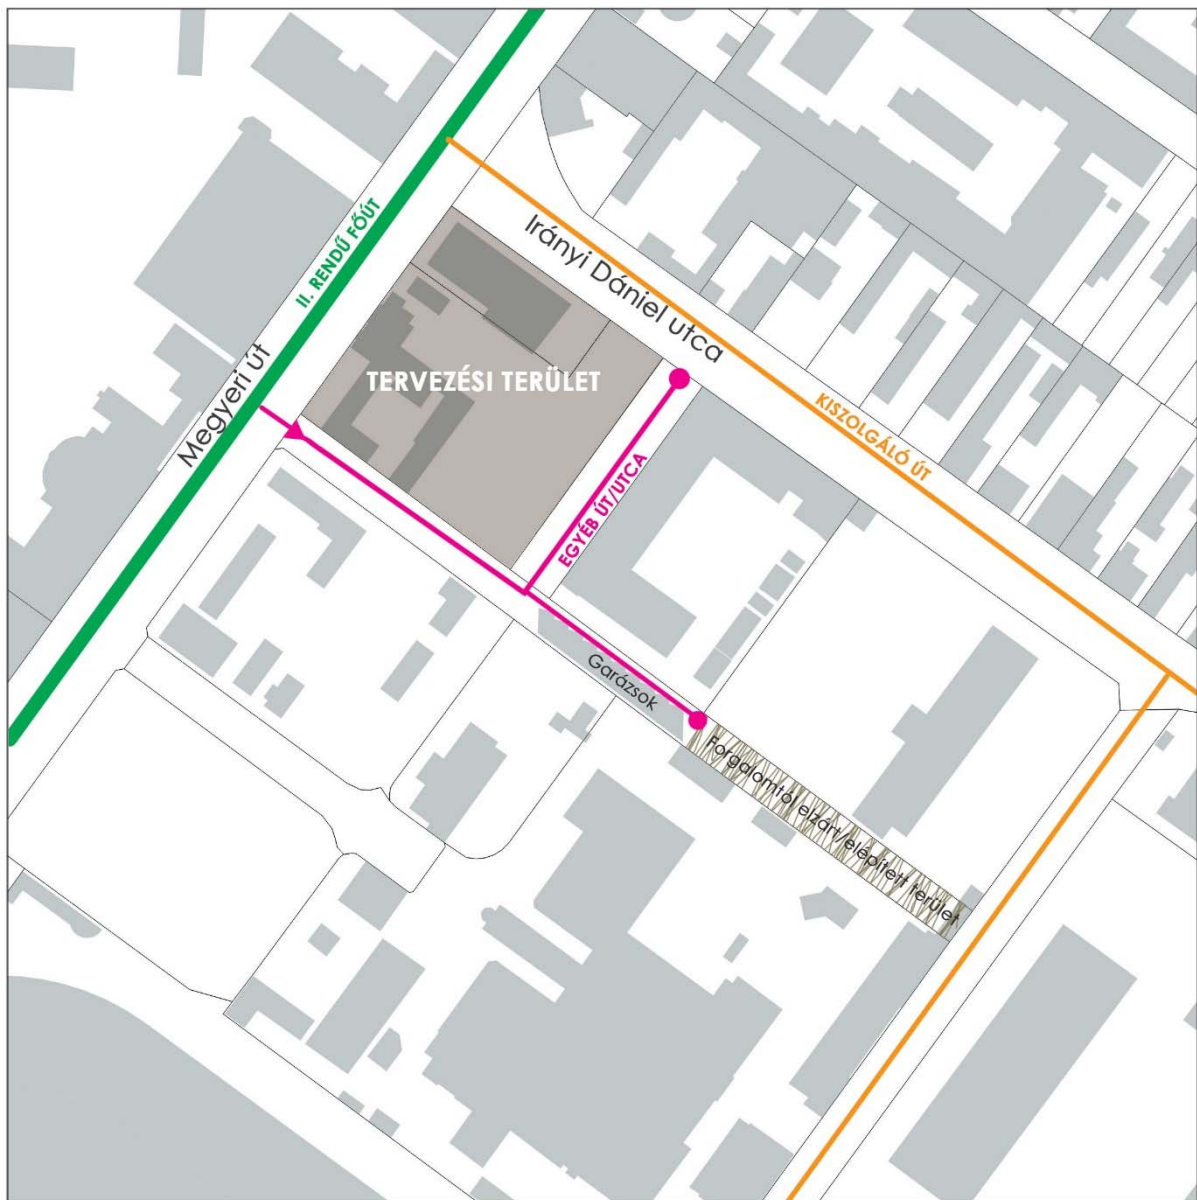 II. RENDŰ FŐÚT
Irányi Dániel utca
Megyeri út
TERVEZÉSI TERÜLET
KISZOLGÁLÓ ÚT
EGYÉB ÚT/UTCA
Garázsok
Forgalomtól elzárt/elépített terület